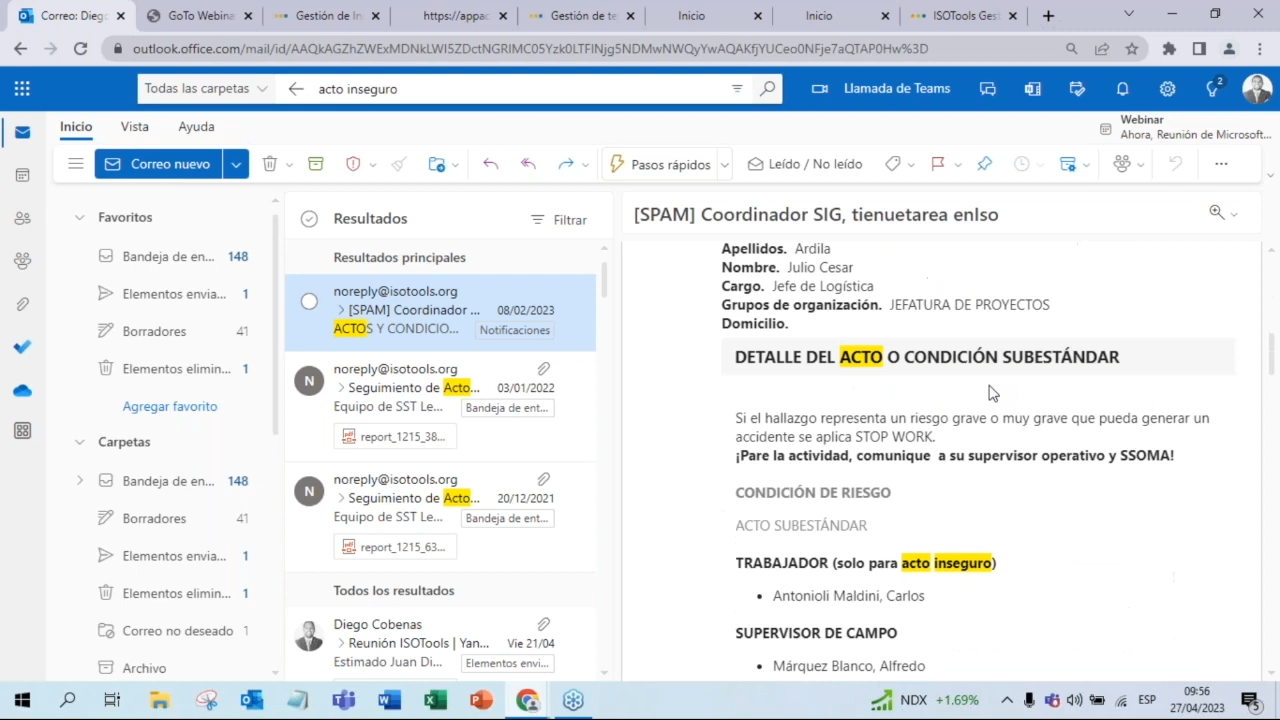 Correo: Diego
GoTo Webina
Gestión de In
https://appac
Gestión de te
Inicio
Inicio
ISOTools Gest
outlook.office.com/mail/id/AAQkAGZhZWExMDNkLWI5ZDctNGRlMC05Yzk0LTFlNjg5NDMwNWQyYwAQAKfjYUCeo0NFje7aQTAP0Hw%3D
Todas las carpetas
acto inseguro
Llamada de Teams
2
Inicio
Vista
Ayuda
Webinar
Ahora, Reunión de Microsoft...
Correo nuevo
Pasos rápidos
Leído / No leído
Favoritos
Bandeja de en... 148
Elementos envia... 1
Borradores 41
Elementos elimin... 1
Agregar favorito
Carpetas
Bandeja de en... 148
Borradores 41
Elementos envia... 1
Elementos elimin... 1
Correo no deseado 1
Archivo
Resultados
Filtrar
Resultados principales
noreply@isotools.org
[SPAM] Coordinador ... 08/02/2023
ACTOS Y CONDICIO... Notificaciones
N
noreply@isotools.org
Seguimiento de Acto... 03/01/2022
Equipo de SST Le... Bandeja de ent...
report_1215_38...
N
noreply@isotools.org
Seguimiento de Acto... 20/12/2021
Equipo de SST Le... Bandeja de ent...
report_1215_63...
Todos los resultados
Diego Cobenas
Reunión ISOTools | Yan... Vie 21/04
Estimado Juan Di... Elementos envi...
[SPAM] Coordinador SIG, tienuetarea enlso
Apellidos. Ardila
Nombre. Julio Cesar
Cargo. Jefe de Logística
Grupos de organización. JEFATURA DE PROYECTOS
Domicilio.
DETALLE DEL ACTO O CONDICIÓN SUBESTÁNDAR
Si el hallazgo representa un riesgo grave o muy grave que pueda generar un
accidente se aplica STOP WORK.
¡Pare la actividad, comunique a su supervisor operativo y SSOMA!
CONDICIÓN DE RIESGO
ACTO SUBESTÁNDAR
TRABAJADOR (solo para acto inseguro)
• Antonioli Maldini, Carlos
SUPERVISOR DE CAMPO
• Márquez Blanco, Alfredo
NDX +1.69%
ESP
09:56
27/04/2023
5